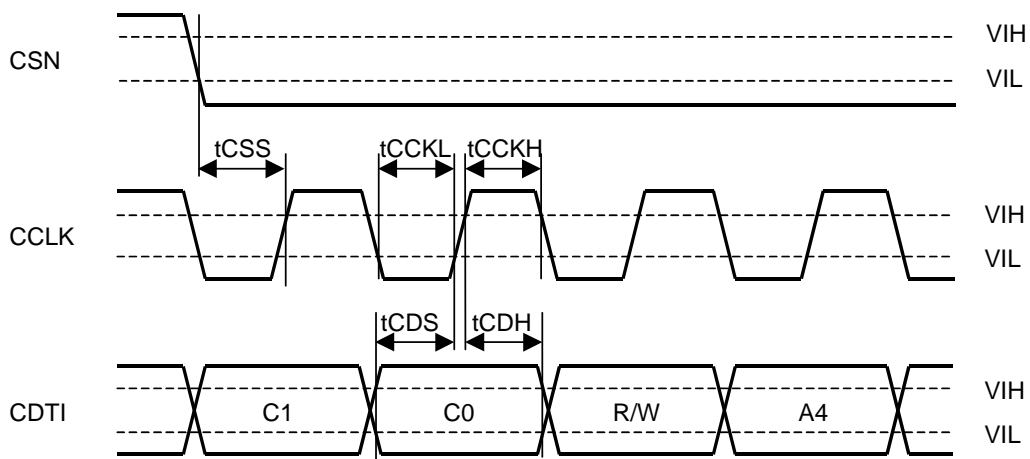 VIH
CSN
VIL
tCSS tCCKL tCCKH
VIH
CCLK
VIL
tCDS tCDH
VIH
CDTI C1 C0 R/W A4
VIL